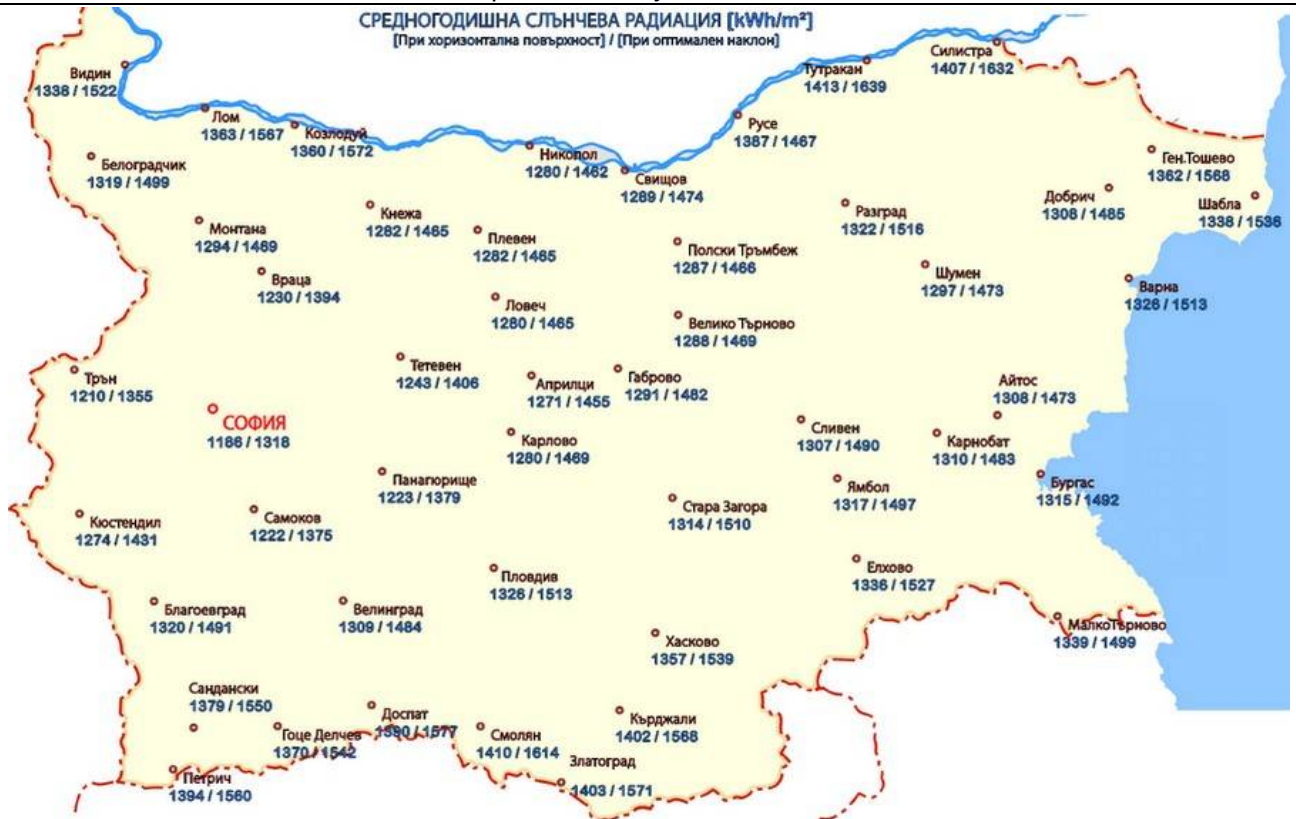 СРЕДНОГОДИШНА СЛЪНЧЕВА РАДИАЦИЯ [kWh/m²]
[При хоризонтална повърхност] / [При оптимален наклон]
Силистра
1407 / 1632
Тутракан
1413 / 1639
Видин
1338 / 1522
Лом
1363 / 1567
Козлодуй
1360 / 1572
Русе
1387 / 1467
Никопол
1280 / 1462
Свищов
1289 / 1474
Белоградчик
1319 / 1499
Ген.Тошево
1362 / 1568
Добрич
1308 / 1485
Шабла
1338 / 1536
Кнежа
1282 / 1465
Разград
1322 / 1516
Монтана
1294 / 1469
Плевен
1282 / 1465
Полски Тръмбеж
1287 / 1466
Шумен
1297 / 1473
Враца
1230 / 1394
Варна
1326 / 1513
Ловеч
1280 / 1465
Велико Търново
1288 / 1469
Тетевен
1243 / 1406
Трън
1210 / 1355
Априлци
1271 / 1455
Габрово
1291 / 1482
Айтос
1308 / 1473
СОФИЯ
1186 / 1318
Карлово
1280 / 1469
Сливен
1307 / 1490
Карнобат
1310 / 1483
Панагюрище
1223 / 1379
Ямбол
1317 / 1497
Бургас
1315 / 1492
Стара Загора
1314 / 1510
Кюстендил
1274 / 1431
Самоков
1222 / 1375
Пловдив
1326 / 1513
Елхово
1336 / 1527
Благоевград
1320 / 1491
Велинград
1309 / 1484
МалкоТърново
1339 / 1499
Хасково
1357 / 1539
Сандански
1379 / 1550
Доспат
1390 / 1577
Гоце Делчев
1370 / 1542
Смолян
1410 / 1614
Кърджали
1402 / 1568
Златоград
1403 / 1571
Петрич
1394 / 1560